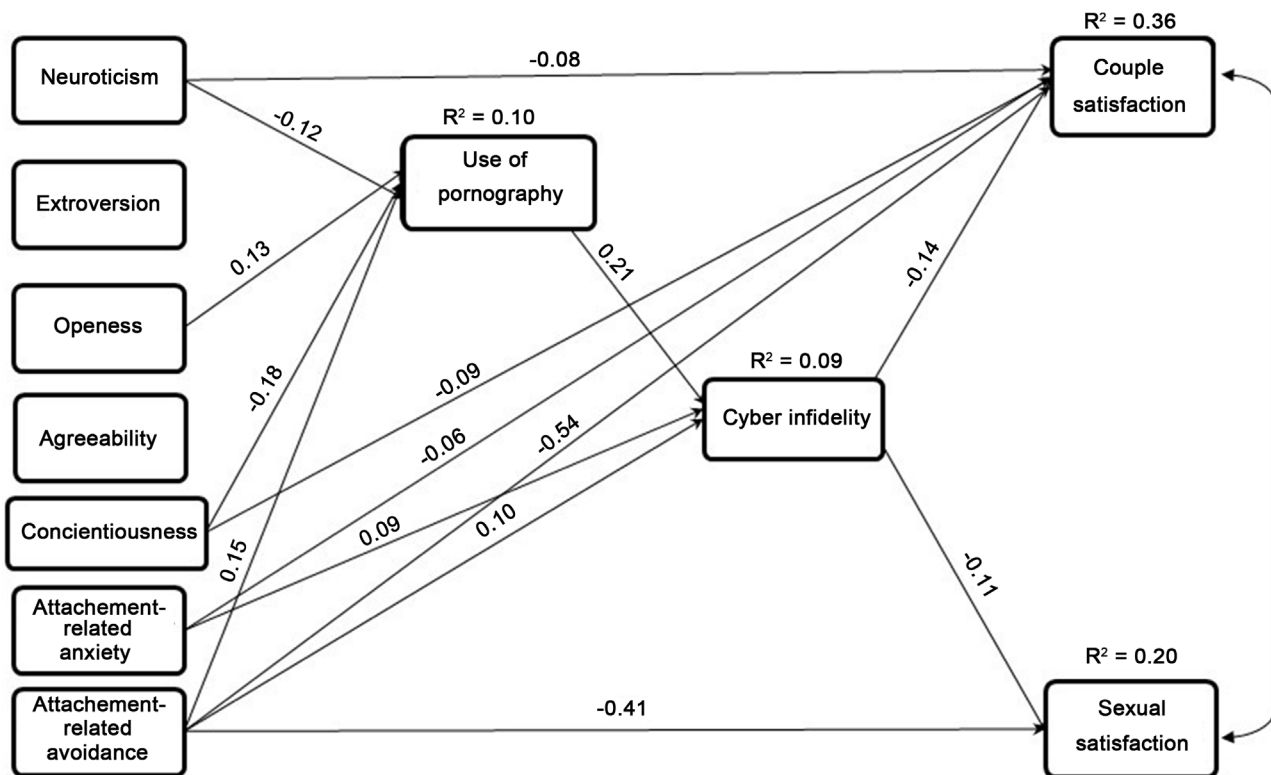 R² = 0.36
Neuroticism
-0.08
Couple
satisfaction
-0.12
R² = 0.10
Use of
pornography
Extroversion
0.13
0.21
-0.14
Openess
R² = 0.09
-0.18
-0.09
Cyber infidelity
Agreeability
-0.06
-0.54
Concientiousness
0.09
0.10
0.15
-0.11
Attachement-
related
anxiety
R² = 0.20
Attachement-
related
avoidance
-0.41
Sexual
satisfaction